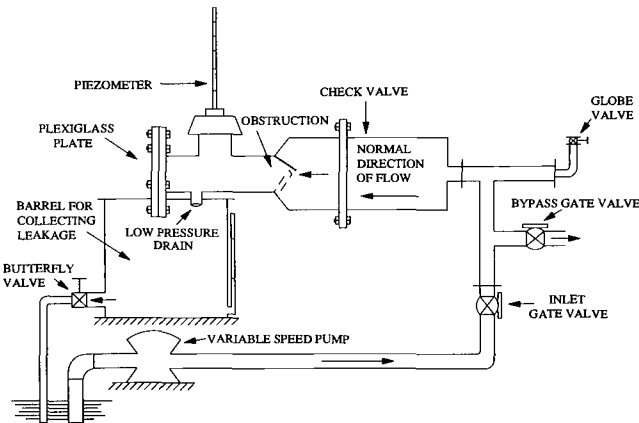 PIEZOMETER
PLEXIGLASS
PLATE
OBSTRUCTION
CHECK VALVE
GLOBE
VALVE
NORMAL
DIRECTION
OF FLOW
BARREL FOR
COLLECTING
LEAKAGE
LOW PRESSURE
DRAIN
BYPASS GATE VALVE
BUTTERFLY
VALVE
INLET
GATE VALVE
VARIABLE SPEED PUMP